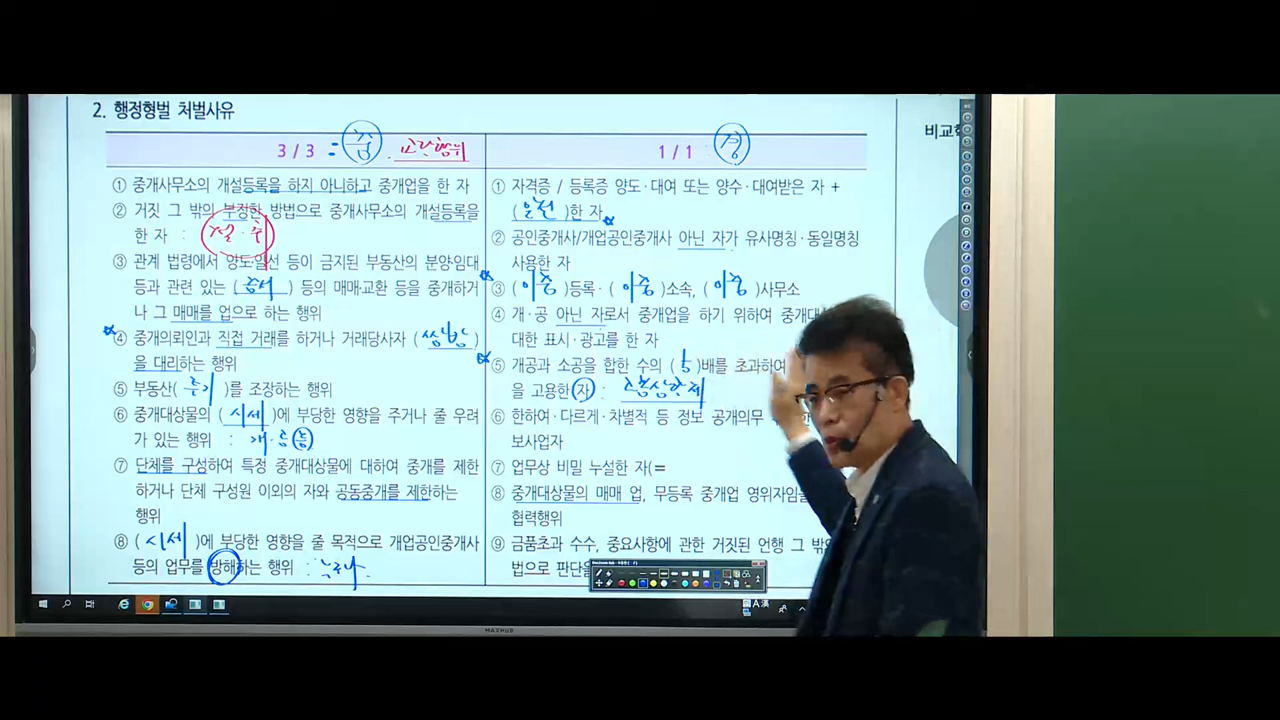 2. 행정형벌 처벌사유
비교
3 / 3 = 중 . 교란행위
① 중개사무소의 개설등록을 하지 아니하고 중개업을 한 자
② 거짓 그 밖의 부정한 방법으로 중개사무소의 개설등록을
한 자 :
③ 관계 법령에서 양도·알선 등이 금지된 부동산의 분양·임대
등과 관련 있는 ( 증서 ) 등의 매매·교환 등을 중개하거
나 그 매매를 업으로 하는 행위
④ 중개의뢰인과 직접 거래를 하거나 거래당사자 ( 쌍방 )
을 대리하는 행위
⑤ 부동산( 투기 )를 조장하는 행위
⑥ 중개대상물의 ( 시세 )에 부당한 영향을 주거나 줄 우려
가 있는 행위 :
⑦ 단체를 구성하여 특정 중개대상물에 대하여 중개를 제한
하거나 단체 구성원 이외의 자와 공동중개를 제한하는
행위
⑧ ( 시세 )에 부당한 영향을 줄 목적으로 개업공인중개사
등의 업무를 방해하는 행위 : 누구나
1 / 1 : 경
① 자격증 / 등록증 양도·대여 또는 양수·대여받은 자 +
( 알선 )한 자
② 공인중개사/개업공인중개사 아닌 자가 유사명칭·동일명칭
사용한 자
③ ( 이중 )등록· ( 이중 )소속, ( 이중 )사무소
④ 개·공 아닌 자로서 중개업을 하기 위하여
대한 표시·광고를 한 자
⑤ 개공과 소공을 합한 수의 ( 5 )배를 초과하여
을 고용한 자 : 고용상한제
⑥ 한하여·다르게·차별적 등 정보 공개의무
보사업자
⑦ 업무상 비밀 누설한 자(=
⑧ 중개대상물의 매매 업, 무등록 중개업 영위자임을
협력행위
⑨ 금품초과 수수, 중요사항에 관한 거짓된 언행 그 밖의
법으로 판단을
MAXHUB